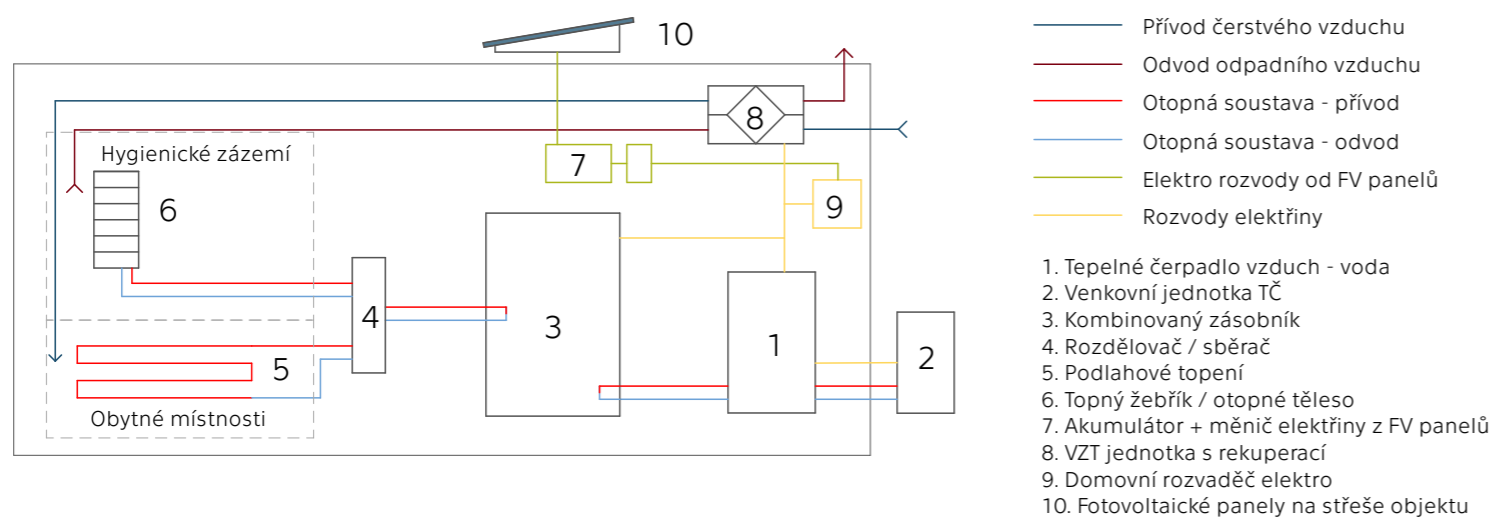 10
8
7
9
Hygienické zázemí
6
4
3
1
2
5
Obytné místnosti
Přívod čerstvého vzduchu
Odvod odpadního vzduchu
Otopná soustava - přívod
Otopná soustava - odvod
Elektro rozvody od FV panelů
Rozvody elektřiny
1. Tepelné čerpadlo vzduch - voda
2. Venkovní jednotka TČ
3. Kombinovaný zásobník
4. Rozdělovač / sběrač
5. Podlahové topení
6. Topný žebřík / otopné těleso
7. Akumulátor + měnič elektřiny z FV panelů
8. VZT jednotka s rekuperací
9. Domovní rozvaděč elektro
10. Fotovoltaické panely na střeše objektu